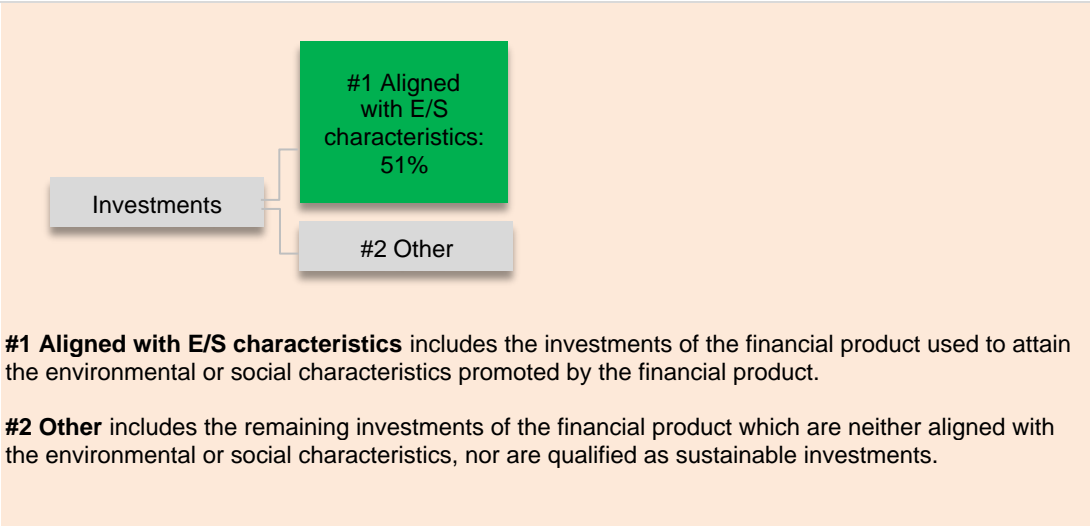 #1 Aligned
with E/S
characteristics:
51%
Investments
#2 Other
#1 Aligned with E/S characteristics includes the investments of the financial product used to attain
the environmental or social characteristics promoted by the financial product.
#2 Other includes the remaining investments of the financial product which are neither aligned with
the environmental or social characteristics, nor are qualified as sustainable investments.